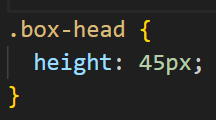 .box-head {
  height: 45px;
}